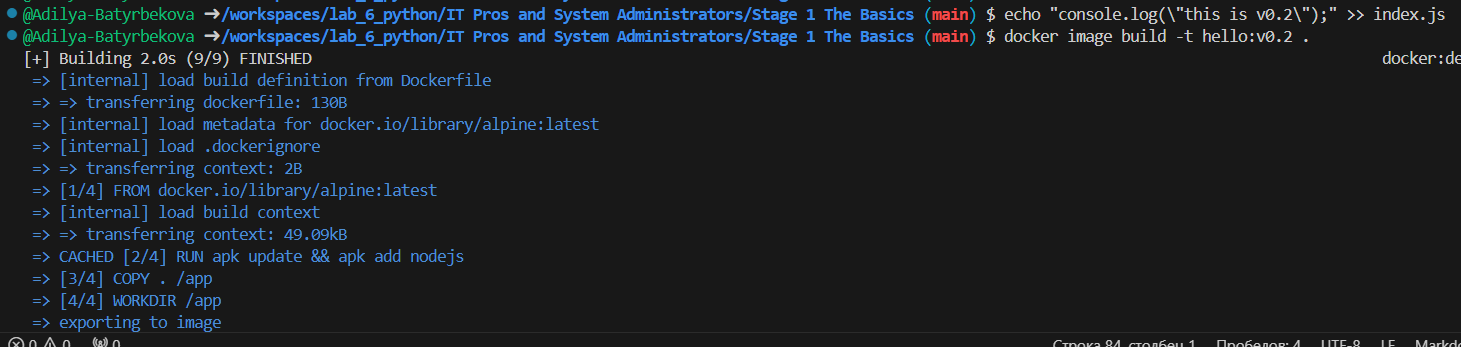 @Adilya-Batyrbekova ➜/workspaces/lab_6_python/IT Pros and System Administrators/Stage 1 The Basics (main) $ echo "console.log(\"this is v0.2\");" >> index.js
@Adilya-Batyrbekova ➜/workspaces/lab_6_python/IT Pros and System Administrators/Stage 1 The Basics (main) $ docker image build -t hello:v0.2 .
[+] Building 2.0s (9/9) FINISHED docker:de
=> [internal] load build definition from Dockerfile
=> => transferring dockerfile: 130B
=> [internal] load metadata for docker.io/library/alpine:latest
=> [internal] load .dockerignore
=> => transferring context: 2B
=> [1/4] FROM docker.io/library/alpine:latest
=> [internal] load build context
=> => transferring context: 49.09kB
=> CACHED [2/4] RUN apk update && apk add nodejs
=> [3/4] COPY . /app
=> [4/4] WORKDIR /app
=> exporting to image
0 0 0 Строка 84, столбец 1 Пробелов: 4 UTF-8 LF Markdo